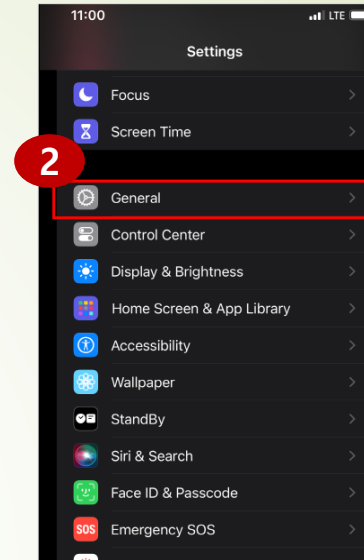 11:00
LTE
Settings
Focus
Screen Time
2
General
Control Center
Display & Brightness
Home Screen & App Library
Accessibility
Wallpaper
StandBy
Siri & Search
Face ID & Passcode
SOS
Emergency SOS